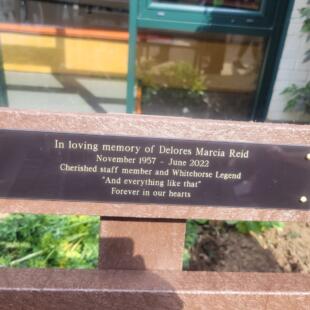 In loving memory of Delores Marcia Reid
November 1957 - June 2022
Cherished staff member and Whitehorse Legend
"And everything like that"
Forever in our hearts